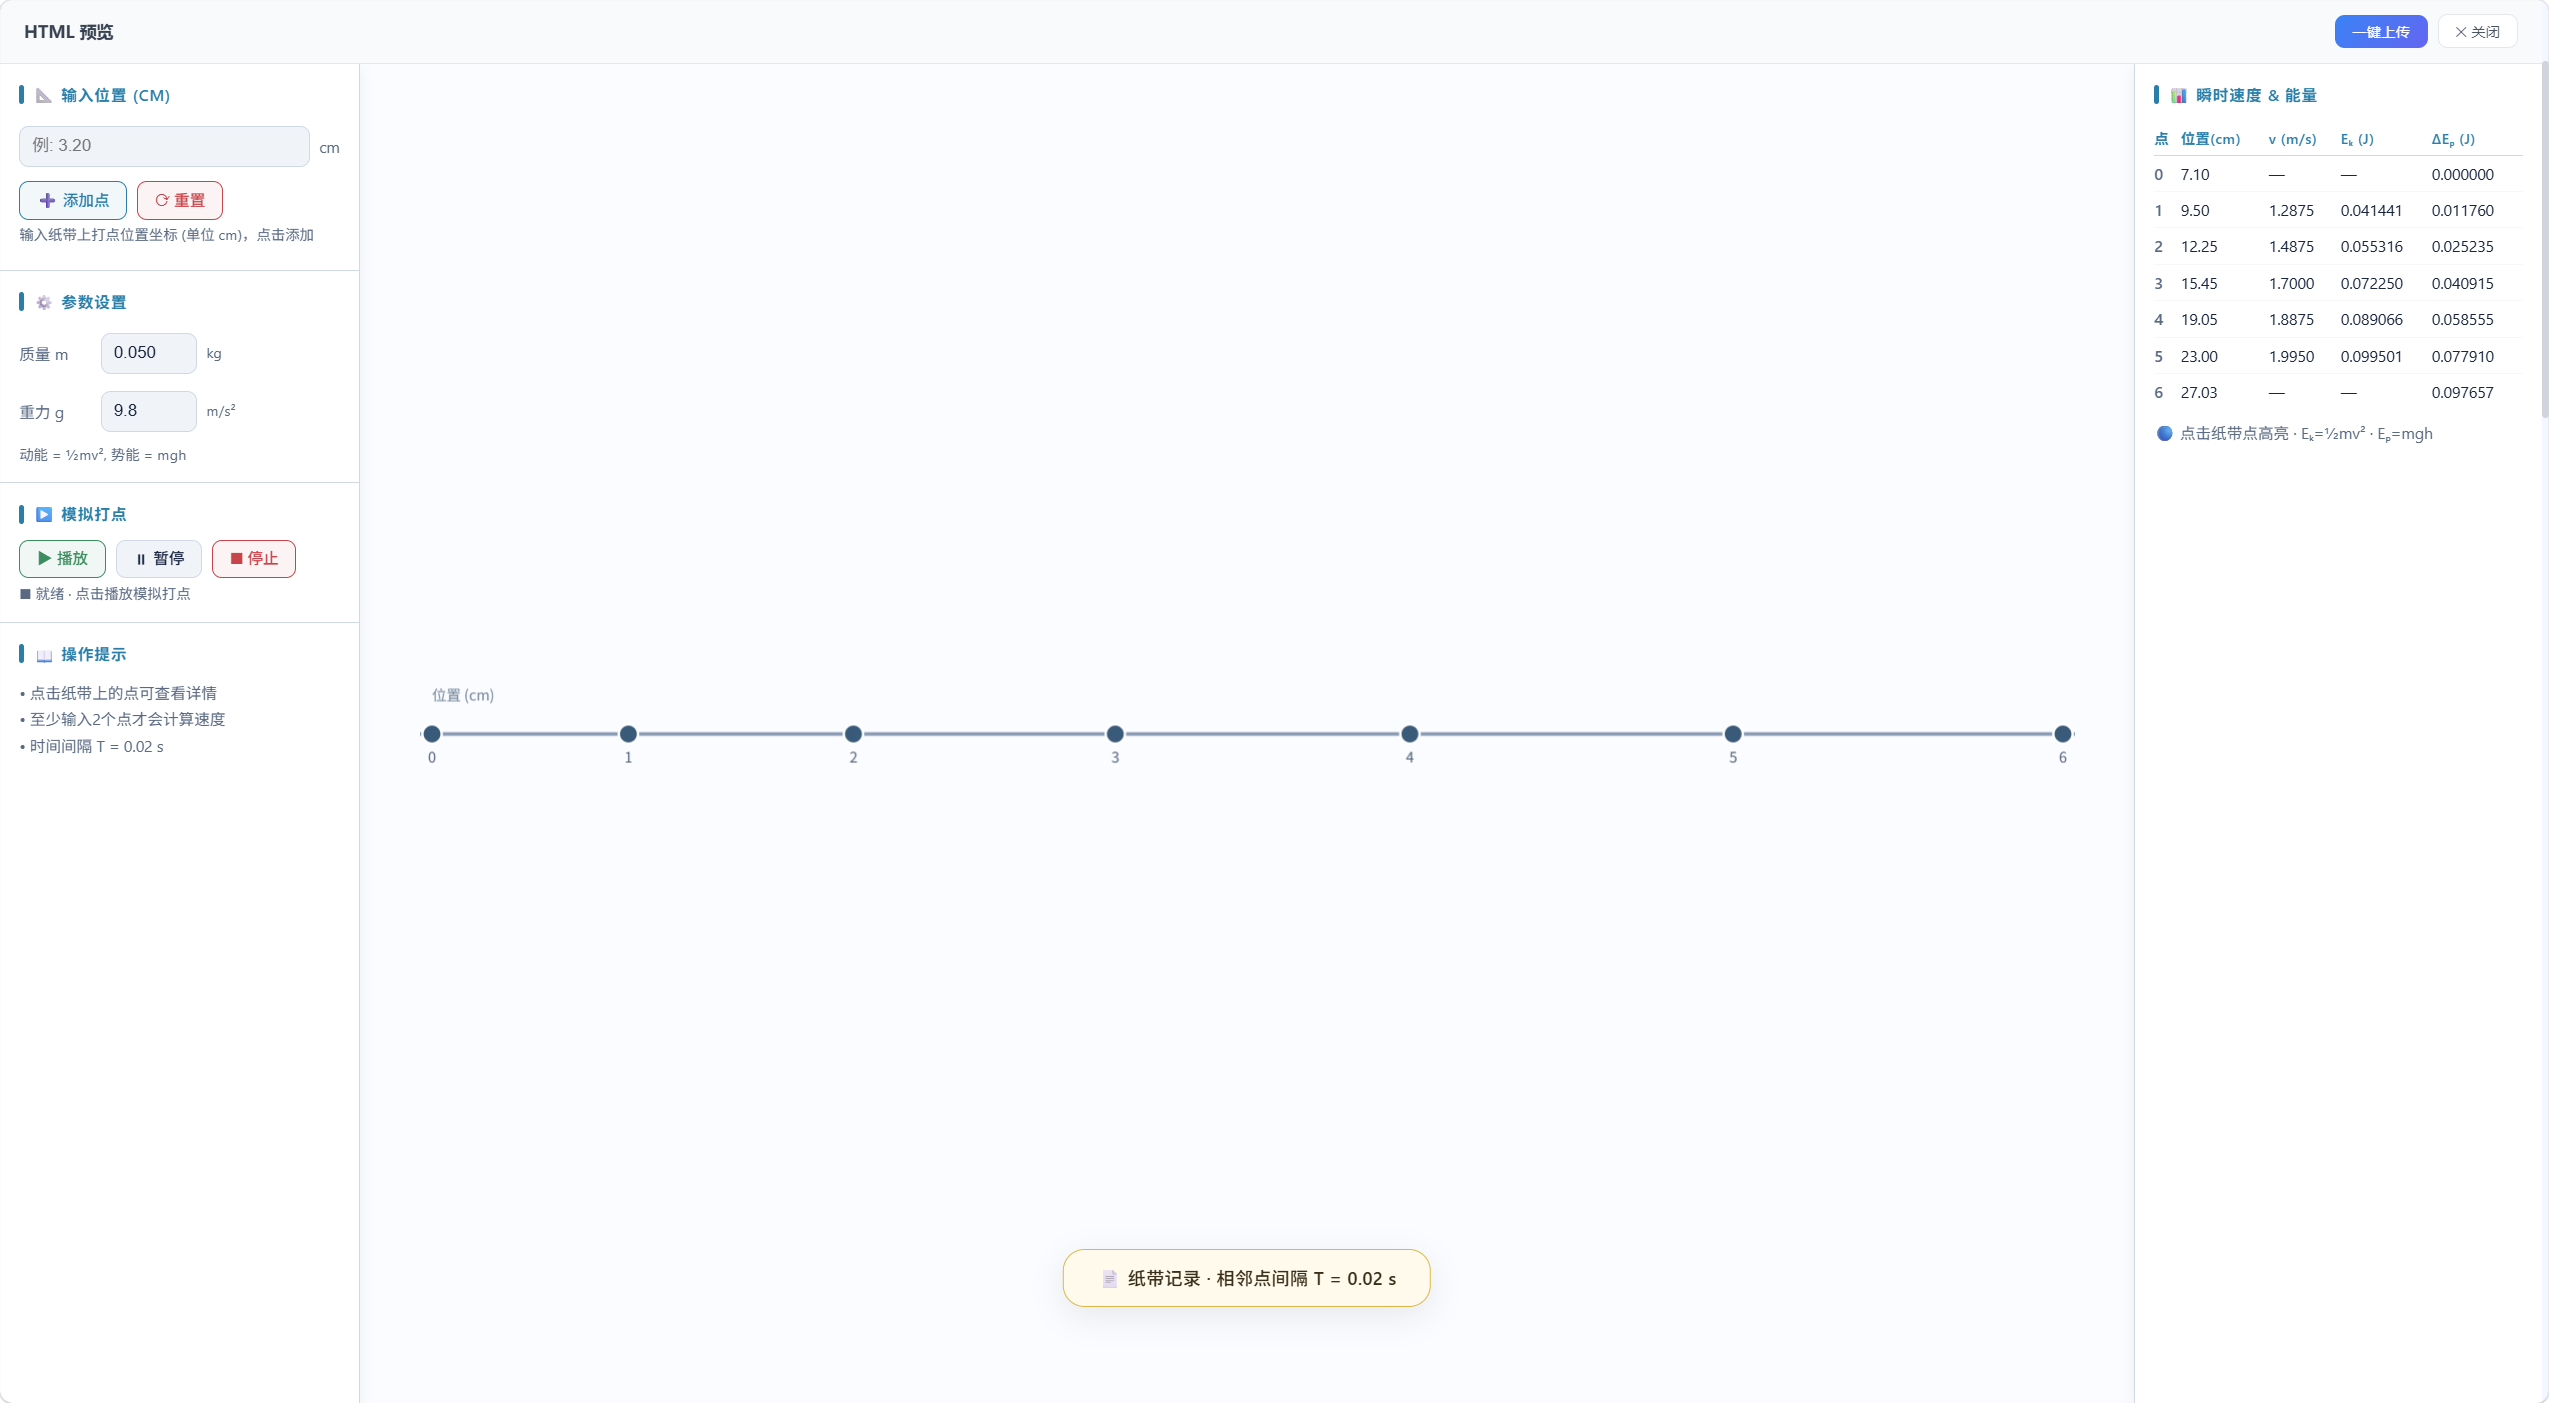 HTML 预览
一键上传
× 关闭
📐 输入位置 (CM)
例: 3.20
cm
➕ 添加点
⟳ 重置
输入纸带上打点位置坐标 (单位 cm)，点击添加
⚙️ 参数设置
质量 m
0.050
kg
重力 g
9.8
m/s²
动能 = ½mv², 势能 = mgh
▶️ 模拟打点
▶ 播放
⏸ 暂停
■ 停止
■ 就绪 · 点击播放模拟打点
📖 操作提示
• 点击纸带上的点可查看详情
• 至少输入2个点才会计算速度
• 时间间隔 T = 0.02 s
位置 (cm)
0 1 2 3 4 5 6
📄 纸带记录 · 相邻点间隔 T = 0.02 s
📊 瞬时速度 & 能量
点 位置(cm) v (m/s) Eₖ (J) ΔEₚ (J)
0 7.10 — — 0.000000
1 9.50 1.2875 0.041441 0.011760
2 12.25 1.4875 0.055316 0.025235
3 15.45 1.7000 0.072250 0.040915
4 19.05 1.8875 0.089066 0.058555
5 23.00 1.9950 0.099501 0.077910
6 27.03 — — 0.097657
🔵 点击纸带点高亮 · Eₖ=½mv² · Eₚ=mgh